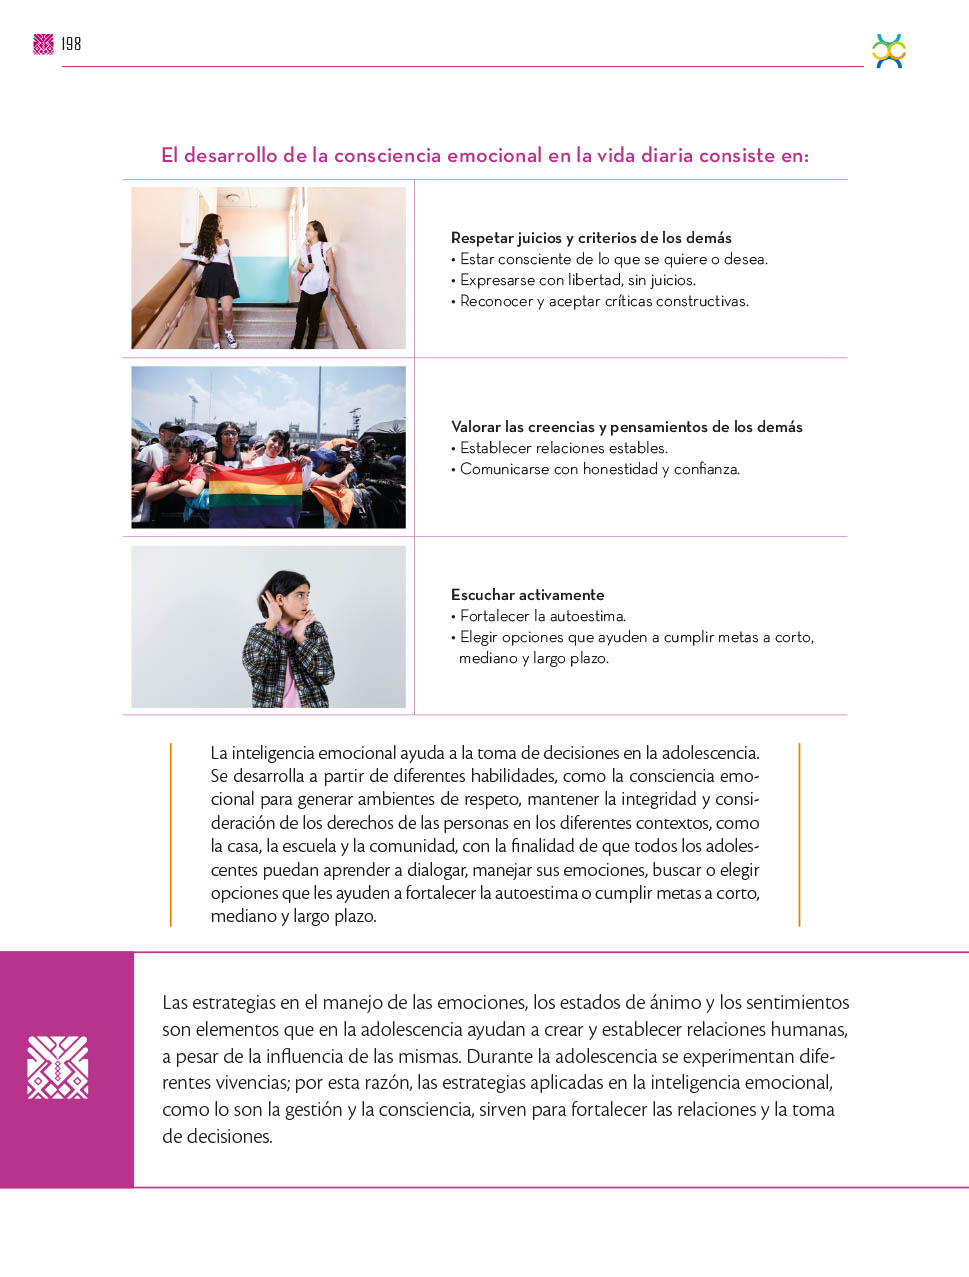 198
El desarrollo de la consciencia emocional en la vida diaria consiste en:
Respetar juicios y criterios de los demás
• Estar consciente de lo que se quiere o desea.
• Expresarse con libertad, sin juicios.
• Reconocer y aceptar críticas constructivas.
Valorar las creencias y pensamientos de los demás
• Establecer relaciones estables.
• Comunicarse con honestidad y confianza.
Escuchar activamente
• Fortalecer la autoestima.
• Elegir opciones que ayuden a cumplir metas a corto,
mediano y largo plazo.
La inteligencia emocional ayuda a la toma de decisiones en la adolescencia.
Se desarrolla a partir de diferentes habilidades, como la consciencia emo-
cional para generar ambientes de respeto, mantener la integridad y consi-
deración de los derechos de las personas en los diferentes contextos, como
la casa, la escuela y la comunidad, con la finalidad de que todos los adoles-
centes puedan aprender a dialogar, manejar sus emociones, buscar o elegir
opciones que les ayuden a fortalecer la autoestima o cumplir metas a corto,
mediano y largo plazo.
Las estrategias en el manejo de las emociones, los estados de ánimo y los sentimientos
son elementos que en la adolescencia ayudan a crear y establecer relaciones humanas,
a pesar de la influencia de las mismas. Durante la adolescencia se experimentan dife-
rentes vivencias; por esta razón, las estrategias aplicadas en la inteligencia emocional,
como lo son la gestión y la consciencia, sirven para fortalecer las relaciones y la toma
de decisiones.